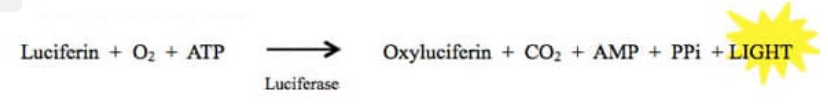 Luciferin + O₂ + ATP ⟶ Oxyluciferin + CO₂ + AMP + PPi + LIGHT
Luciferase